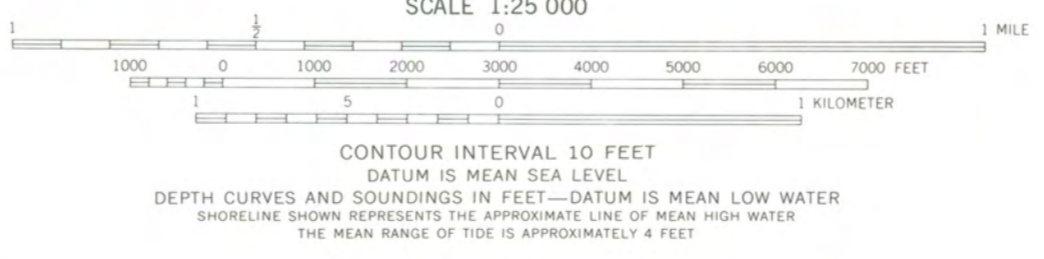 SCALE 1:25 000
1 1/2 0 1 MILE
1000 0 1000 2000 3000 4000 5000 6000 7000 FEET
1 5 0 1 KILOMETER
CONTOUR INTERVAL 10 FEET
DATUM IS MEAN SEA LEVEL
DEPTH CURVES AND SOUNDINGS IN FEET—DATUM IS MEAN LOW WATER
SHORELINE SHOWN REPRESENTS THE APPROXIMATE LINE OF MEAN HIGH WATER
THE MEAN RANGE OF TIDE IS APPROXIMATELY 4 FEET